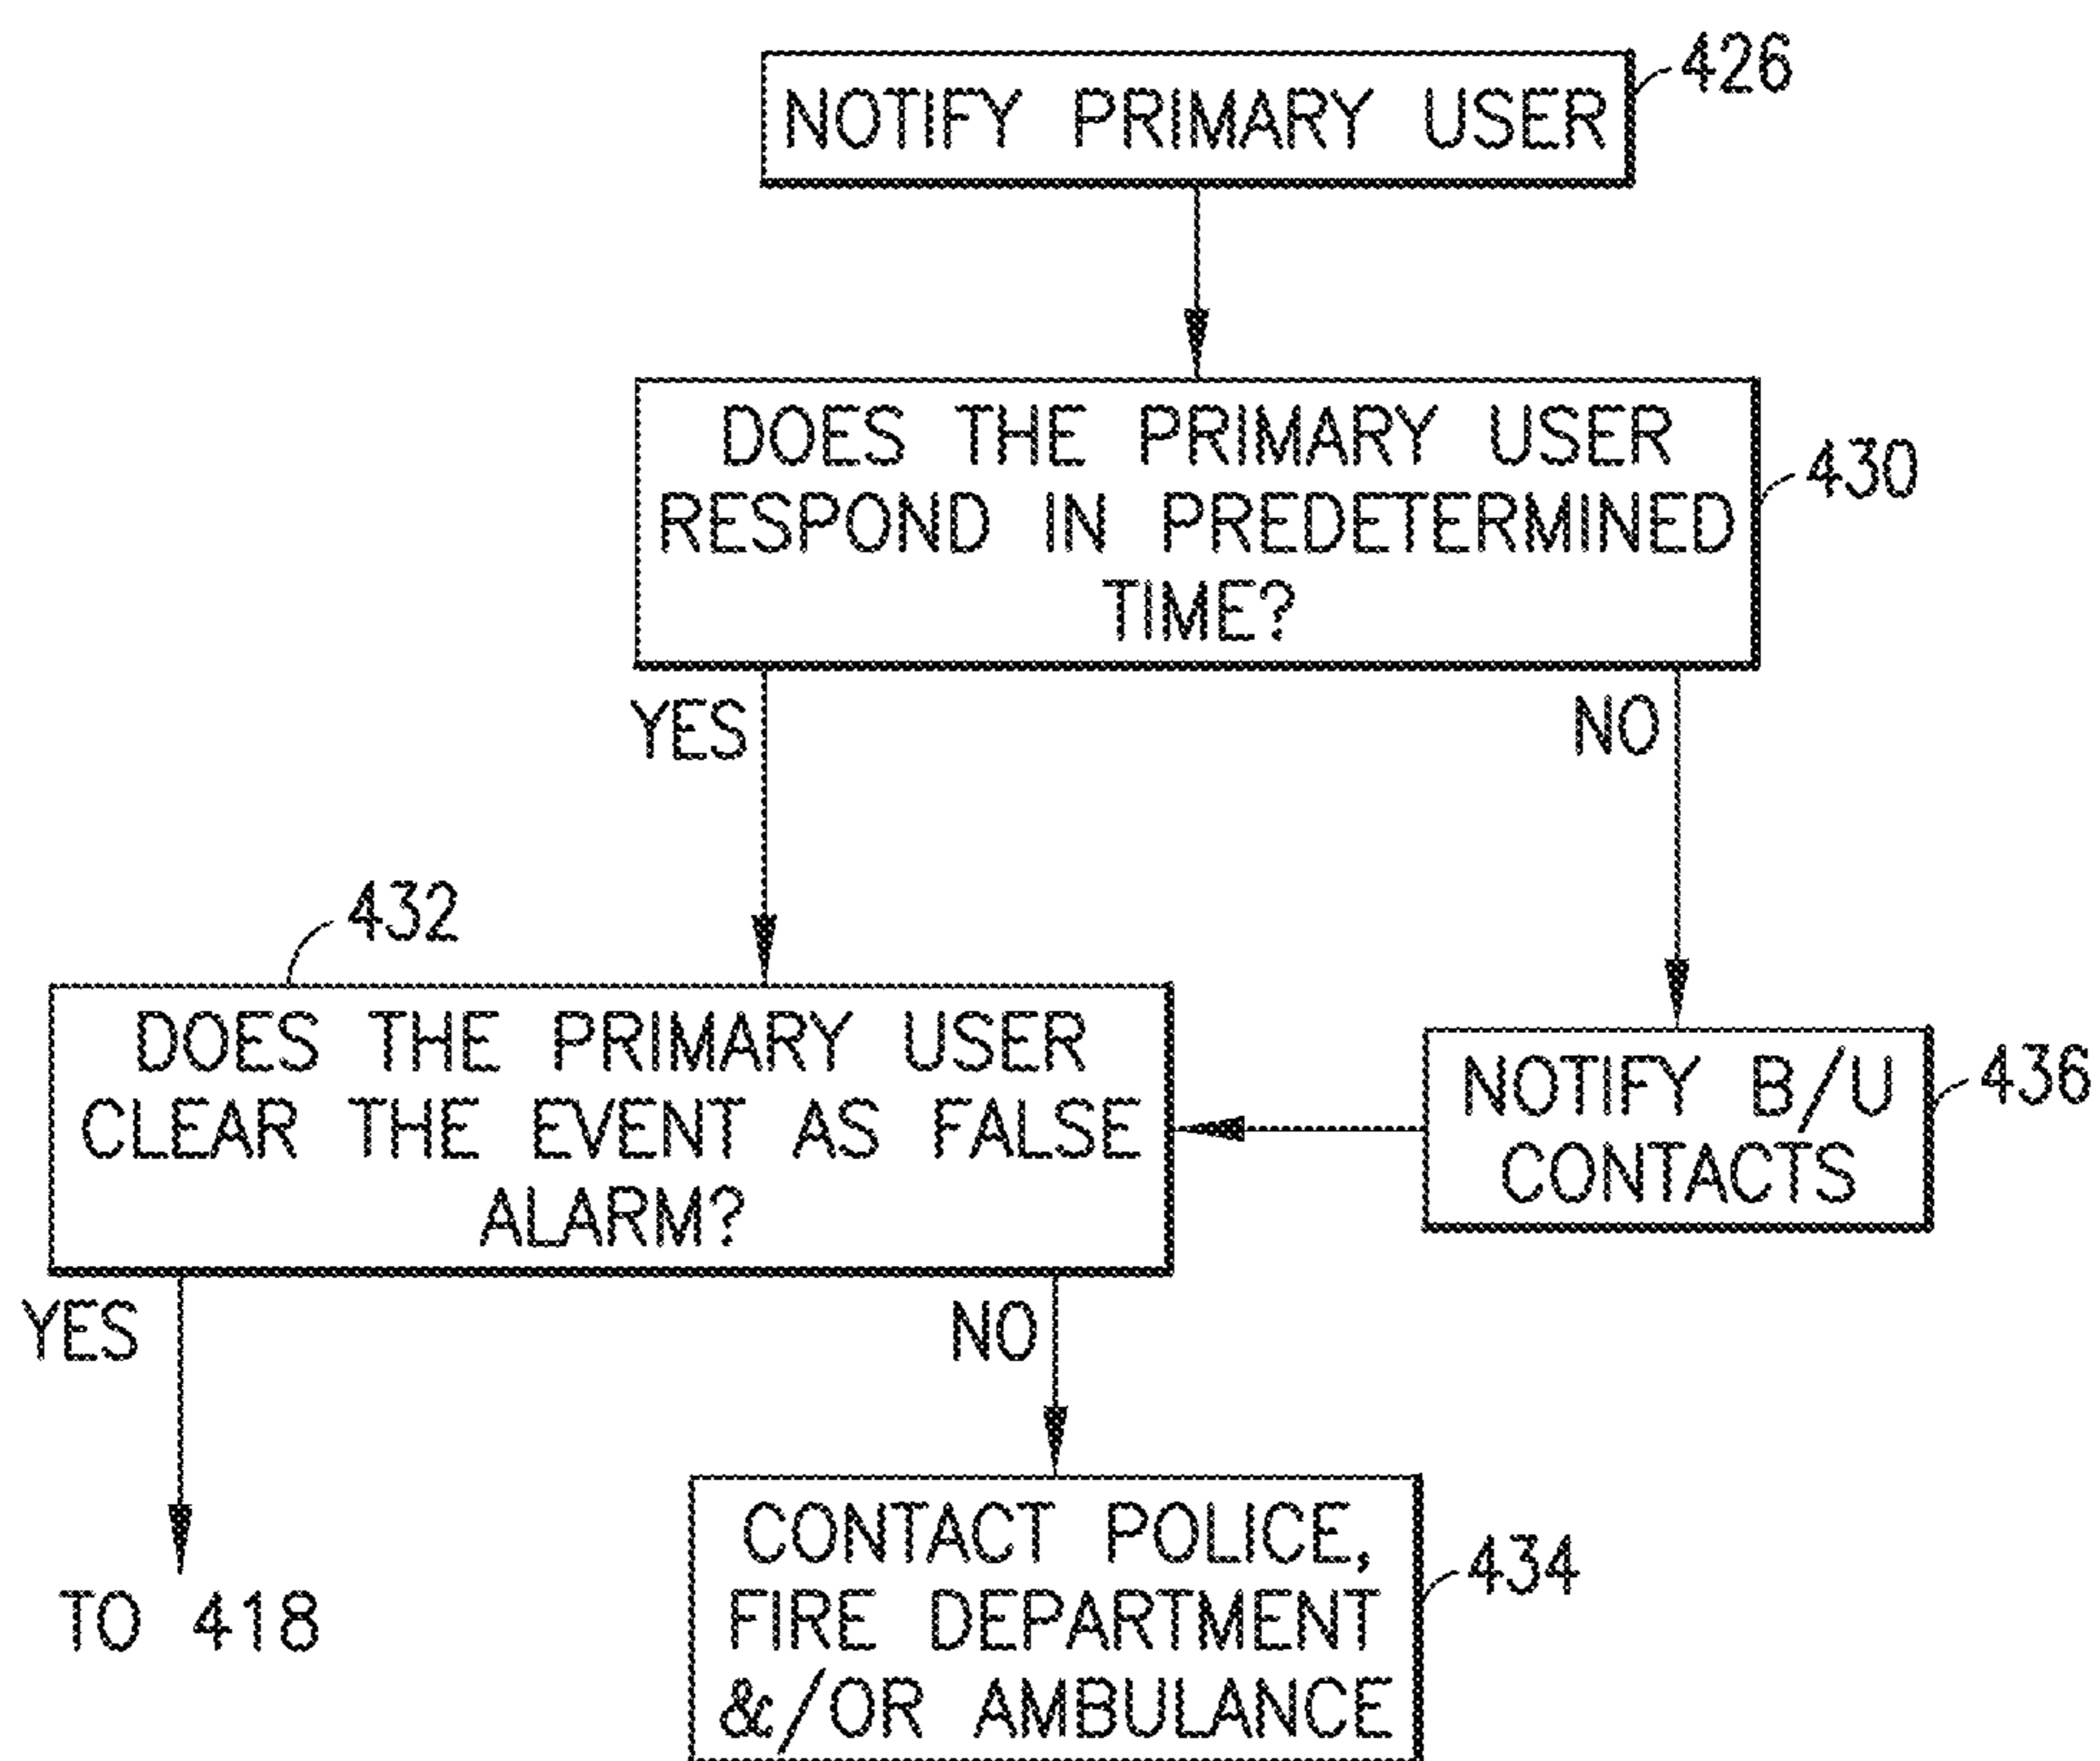 NOTIFY PRIMARY USER
426
DOES THE PRIMARY USER
RESPOND IN PREDETERMINED
TIME?
430
YES
NO
432
DOES THE PRIMARY USER
CLEAR THE EVENT AS FALSE
ALARM?
NOTIFY B/U
CONTACTS
436
YES
NO
TO 418
CONTACT POLICE,
FIRE DEPARTMENT
&/OR AMBULANCE
434